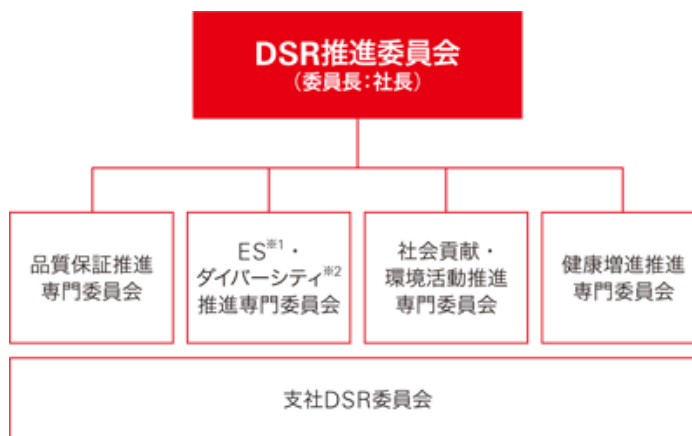 DSR推進委員会
(委員長:社長)
品質保証推進
専門委員会
ES※1・
ダイバーシティ※2
推進専門委員会
社会貢献・
環境活動推進
専門委員会
健康増進推進
専門委員会
支社DSR委員会